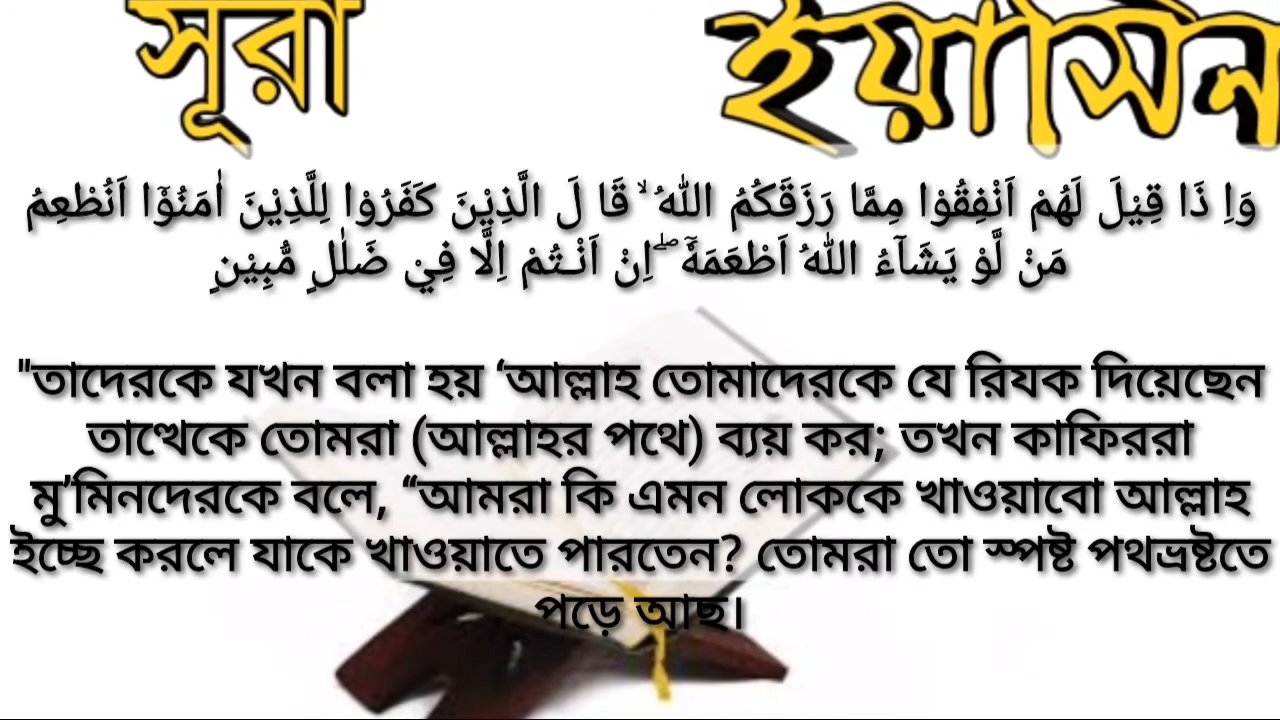 সূরা ইয়াসিন
وَاِ ذَا قِيْلَ لَهُمْ اَنْفِقُوْا مِمَّا رَزَقَكُمُ اللّٰهُ ۙ قَا لَ الَّذِيْنَ كَفَرُوْا لِلَّذِيْنَ اٰمَنُوْۤا اَنُطْعِمُ
مَنْ لَّوْ يَشَآءُ اللّٰهُ اَطْعَمَهٗۤ ۖ اِنْ اَنْـتُمْ اِلَّا فِيْ ضَلٰلٍ مُّبِيْنٍ
"তাদেরকে যখন বলা হয় ‘আল্লাহ তোমাদেরকে যে রিযক দিয়েছেন
তাত্থেকে তোমরা (আল্লাহর পথে) ব্যয় কর; তখন কাফিররা
মু’মিনদেরকে বলে, “আমরা কি এমন লোককে খাওয়াবো আল্লাহ
ইচ্ছে করলে যাকে খাওয়াতে পারতেন? তোমরা তো স্পষ্ট পথভ্রষ্টতে
পড়ে আছ।